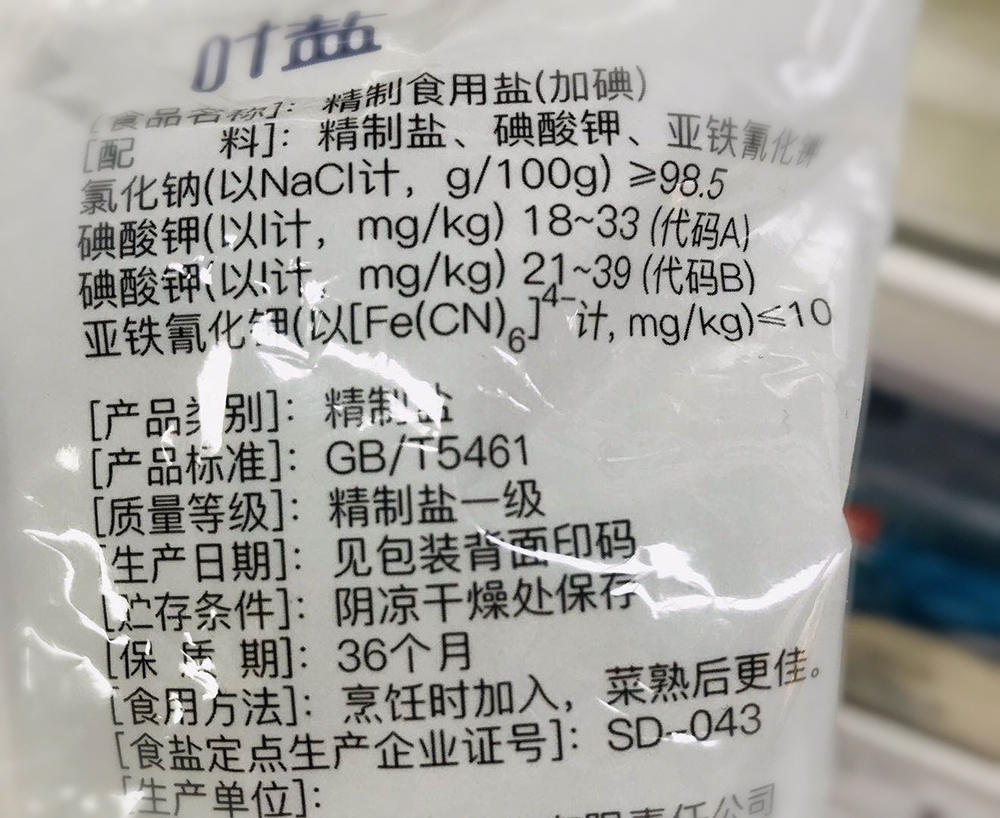 叶盐
[食品名称]：精制食用盐(加碘)
[配 料]：精制盐、碘酸钾、亚铁氰化钾
氯化钠(以NaCl计，g/100g) ≥98.5
碘酸钾(以I计，mg/kg) 18~33 (代码A)
碘酸钾(以I计，mg/kg) 21~39 (代码B)
亚铁氰化钾(以[Fe(CN)₆]⁴⁻计, mg/kg)≤10
[产品类别]：精制盐
[产品标准]：GB/T5461
[质量等级]：精制盐一级
[生产日期]：见包装背面印码
[贮存条件]：阴凉干燥处保存
[保 质 期]：36个月
[食用方法]：烹饪时加入，菜熟后更佳。
[食盐定点生产企业证号]：SD--043
[生产单位]：
有限责任公司